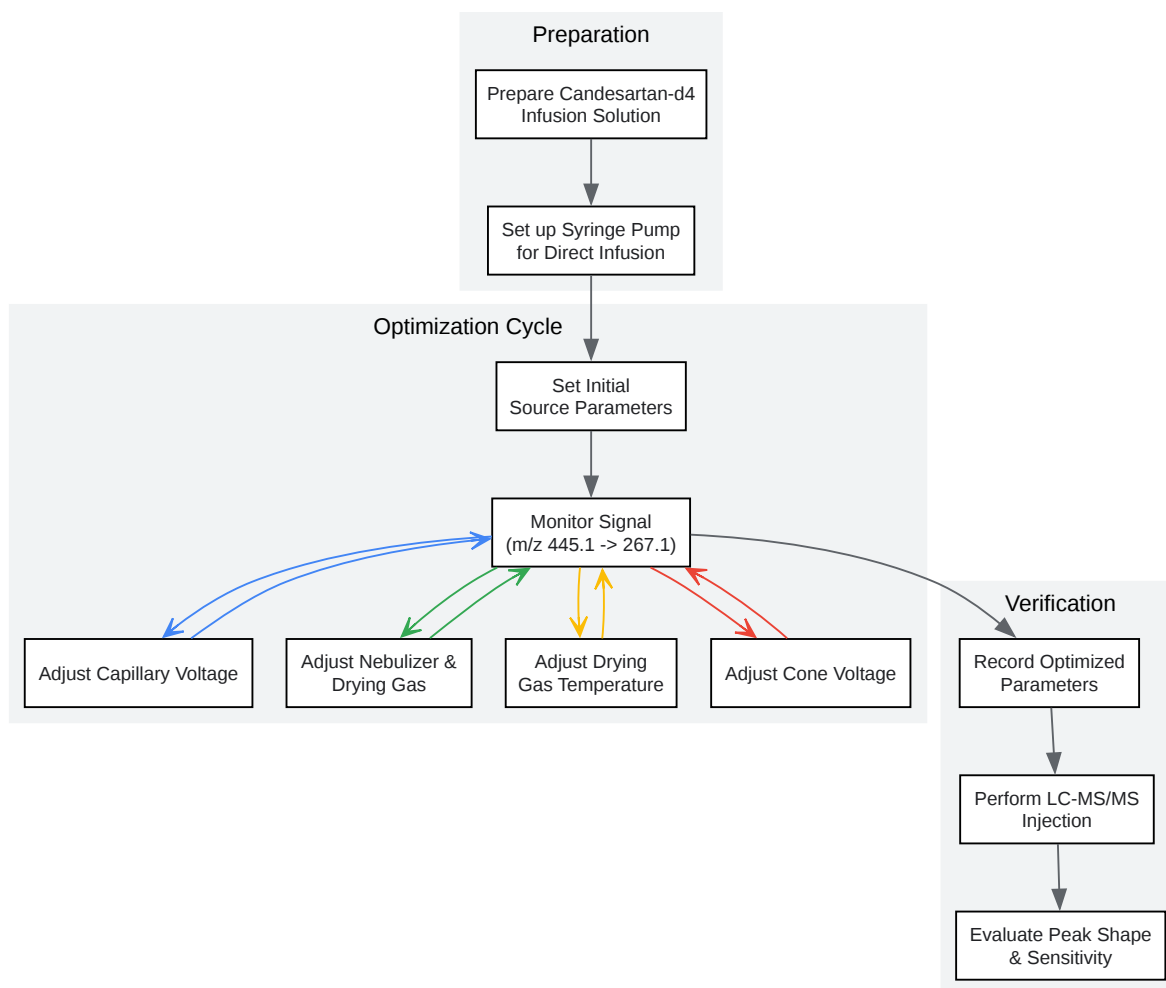 Preparation
Prepare Candesartan-d4
Infusion Solution
Set up Syringe Pump
for Direct Infusion
Optimization Cycle
Set Initial
Source Parameters
Monitor Signal
(m/z 445.1 -> 267.1)
Adjust Capillary Voltage
Adjust Nebulizer &
Drying Gas
Adjust Drying
Gas Temperature
Adjust Cone Voltage
Verification
Record Optimized
Parameters
Perform LC-MS/MS
Injection
Evaluate Peak Shape
& Sensitivity